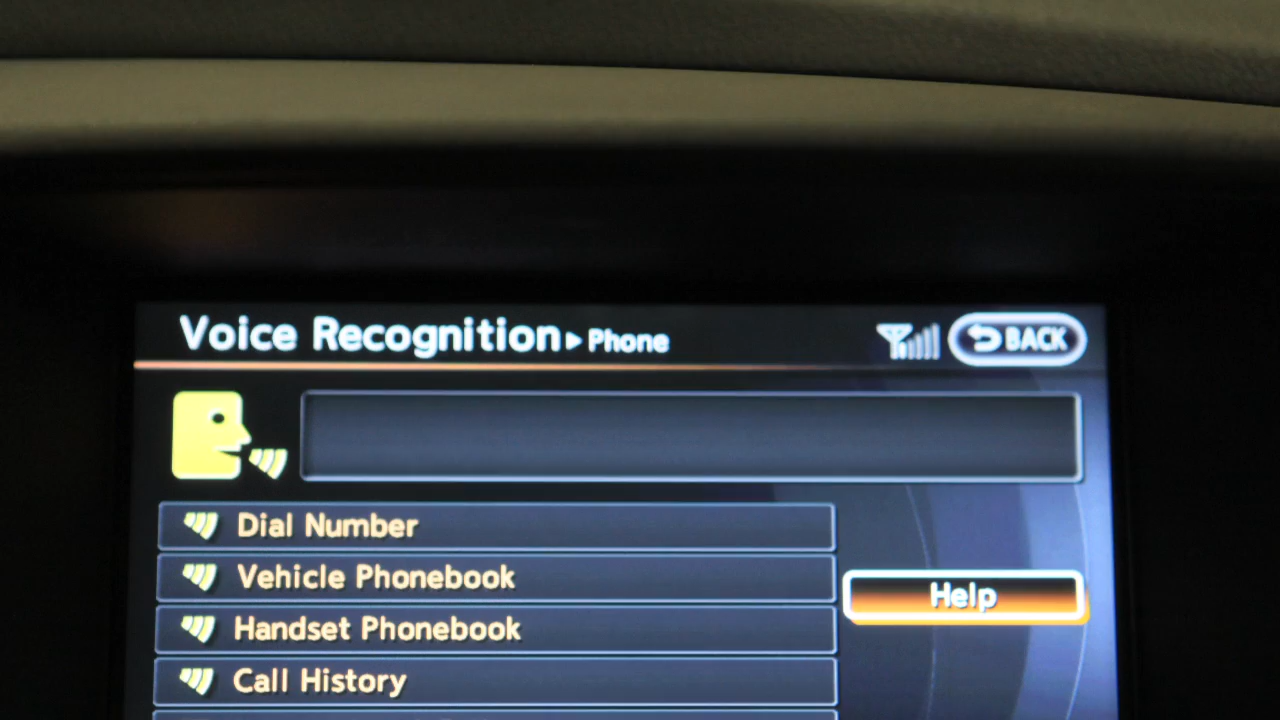 Voice Recognition ▸ Phone
BACK
Dial Number
Vehicle Phonebook
Help
Handset Phonebook
Call History